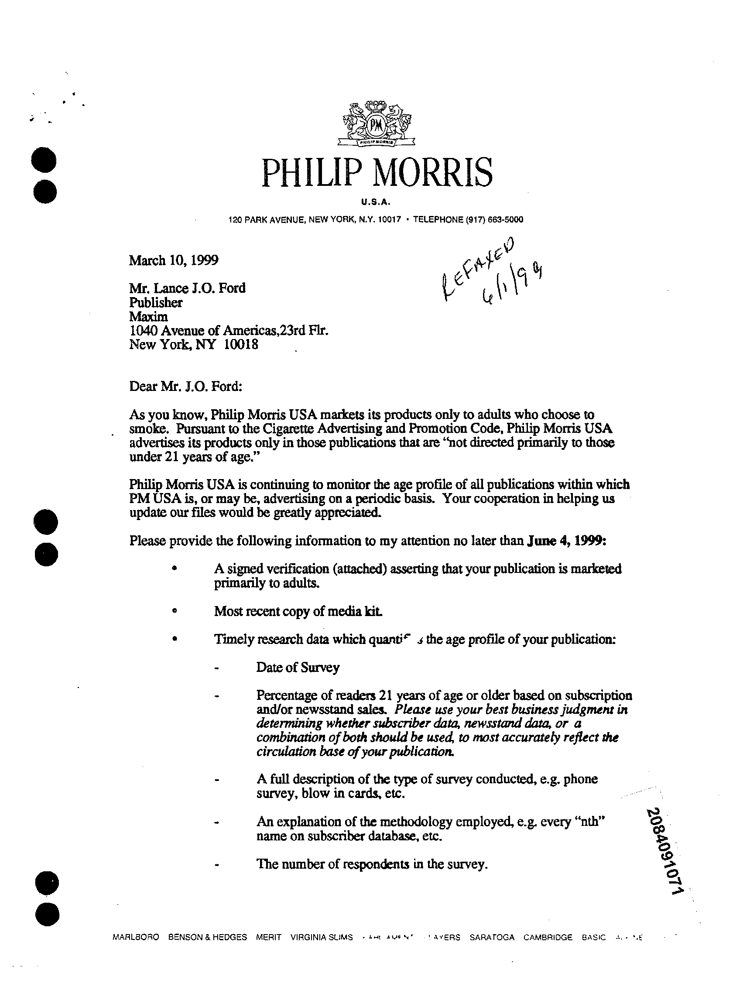 PM
PHILIP MORRIS
PHILIP MORRIS
U.S.A.
120 PARK AVENUE, NEW YORK, N.Y. 10017 • TELEPHONE (917) 663-5000
REFAXED
6/1/99
March 10, 1999
Mr. Lance J.O. Ford
Publisher
Maxim
1040 Avenue of Americas,23rd Flr.
New York, NY 10018
Dear Mr. J.O. Ford:
As you know, Philip Morris USA markets its products only to adults who choose to
smoke. Pursuant to the Cigarette Advertising and Promotion Code, Philip Morris USA
advertises its products only in those publications that are “not directed primarily to those
under 21 years of age.”
Philip Morris USA is continuing to monitor the age profile of all publications within which
PM USA is, or may be, advertising on a periodic basis. Your cooperation in helping us
update our files would be greatly appreciated.
Please provide the following information to my attention no later than June 4, 1999:
• A signed verification (attached) asserting that your publication is marketed
primarily to adults.
• Most recent copy of media kit.
• Timely research data which the age profile of your publication:
- Date of Survey
- Percentage of readers 21 years of age or older based on subscription
and/or newsstand sales. Please use your best business judgment in
determining whether subscriber data, newsstand data, or a
combination of both should be used, to most accurately reflect the
circulation base of your publication.
- A full description of the type of survey conducted, e.g. phone
survey, blow in cards, etc.
- An explanation of the methodology employed, e.g. every “nth”
name on subscriber database, etc.
- The number of respondents in the survey.
2084091071
MARLBORO BENSON & HEDGES MERIT VIRGINIA SLIMS SARATOGA CAMBRIDGE BASIC